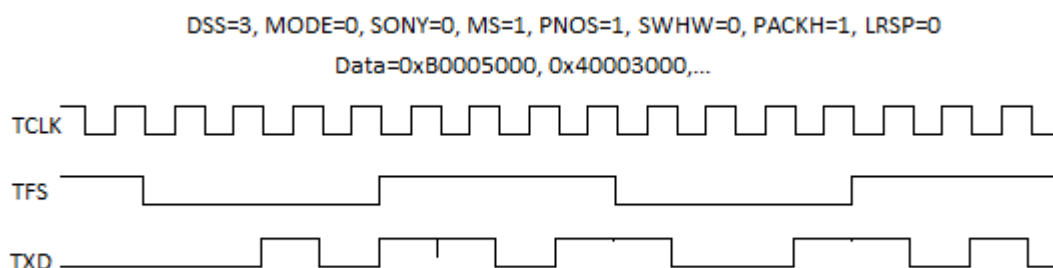 DSS=3, MODE=0, SONY=0, MS=1, PNOS=1, SWHW=0, PACKH=1, LRSP=0
Data=0xB0005000, 0x40003000,...
TCLK
TFS
TXD